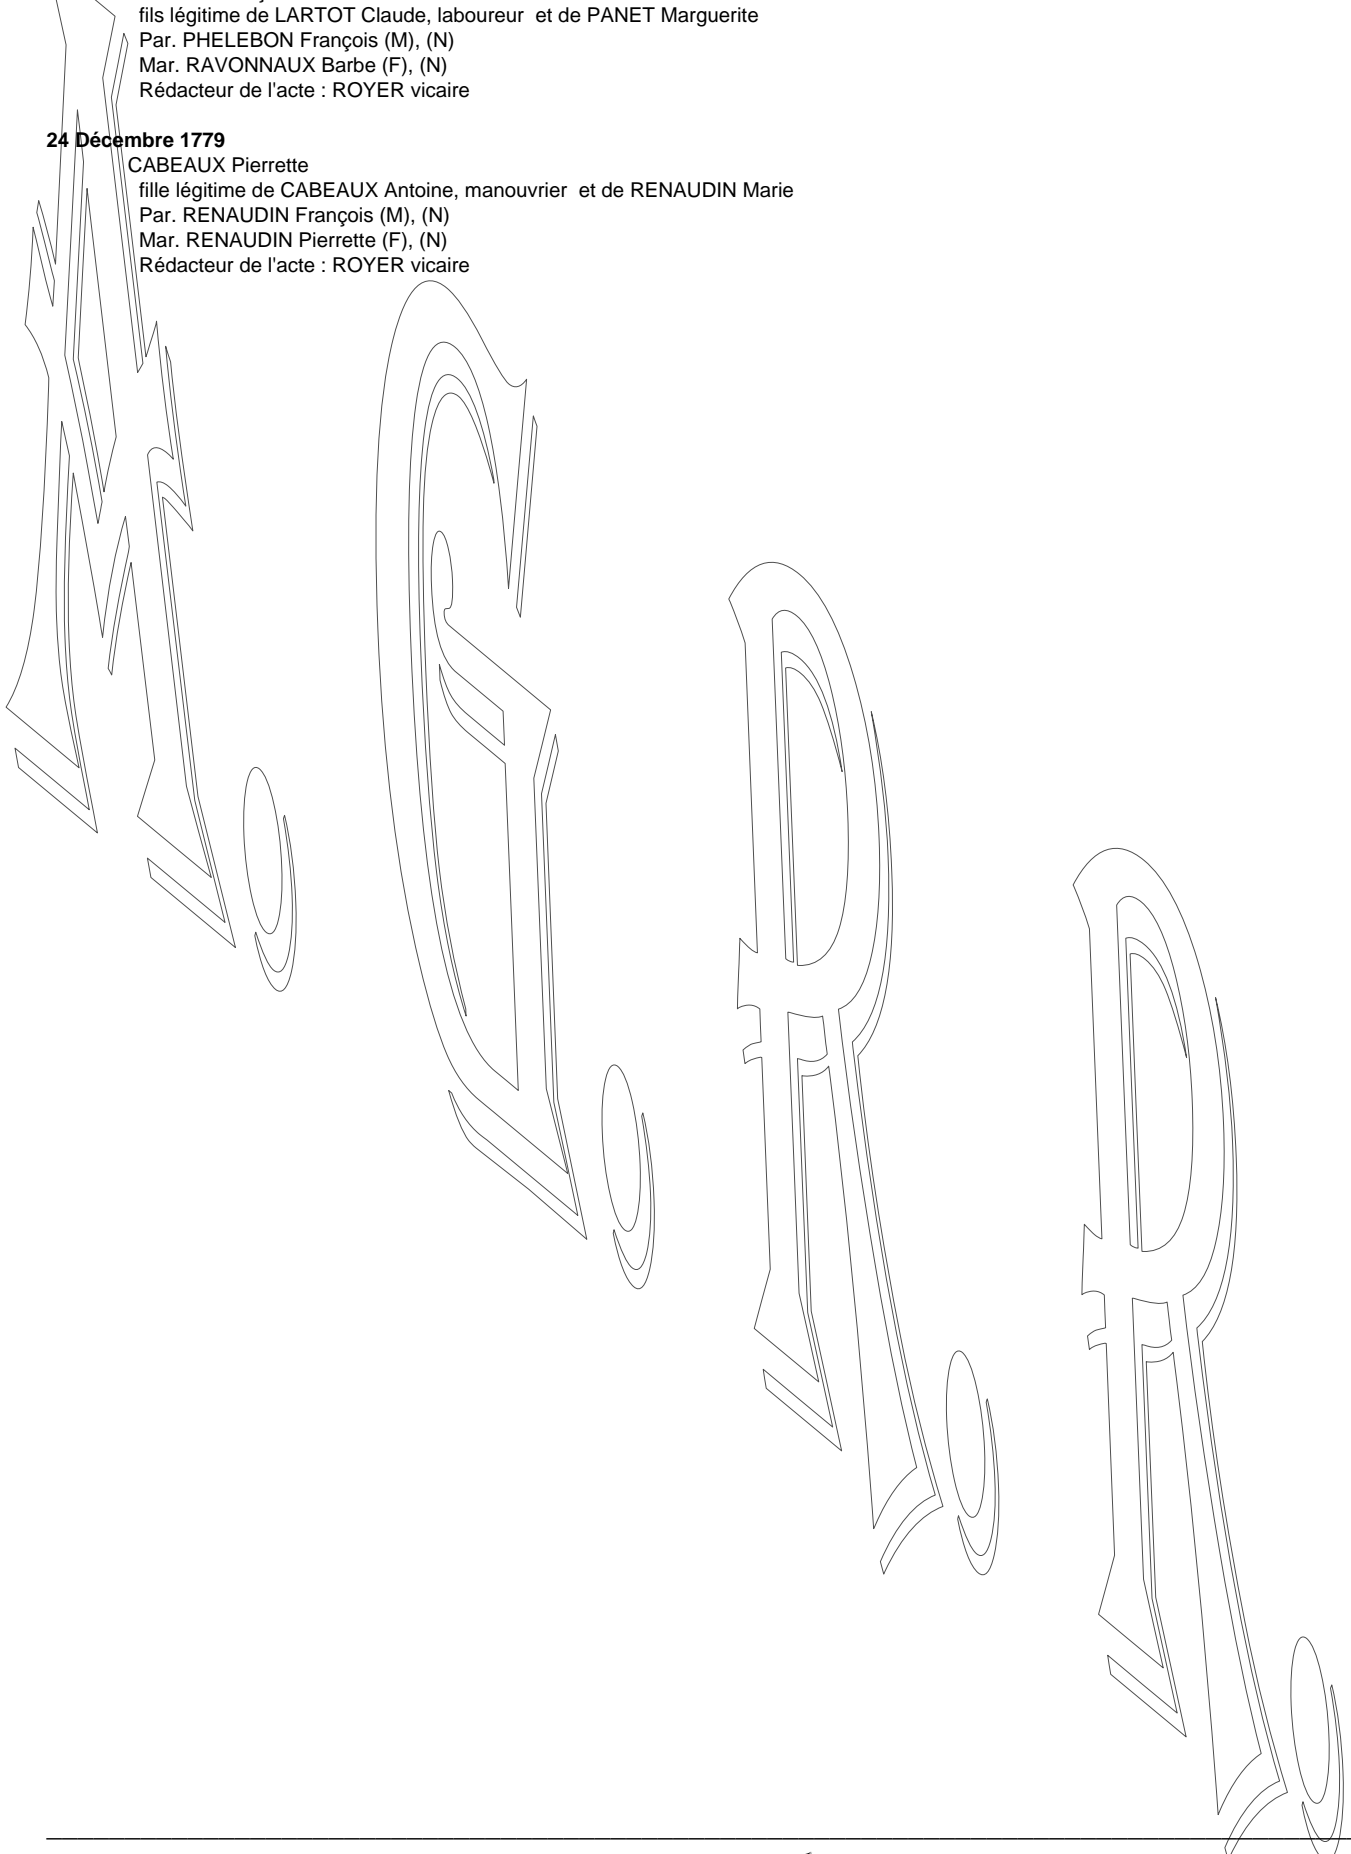 fils légitime de LARTOT Claude, laboureur  et de PANET Marguerite
Par. PHELEBON François (M), (N)
Mar. RAVONNAUX Barbe (F), (N)
Rédacteur de l'acte : ROYER vicaire
24 Décembre 1779
CABEAUX Pierrette
fille légitime de CABEAUX Antoine, manouvrier  et de RENAUDIN Marie
Par. RENAUDIN François (M), (N)
Mar. RENAUDIN Pierrette (F), (N)
Rédacteur de l'acte : ROYER vicaire
M.G.R.R.